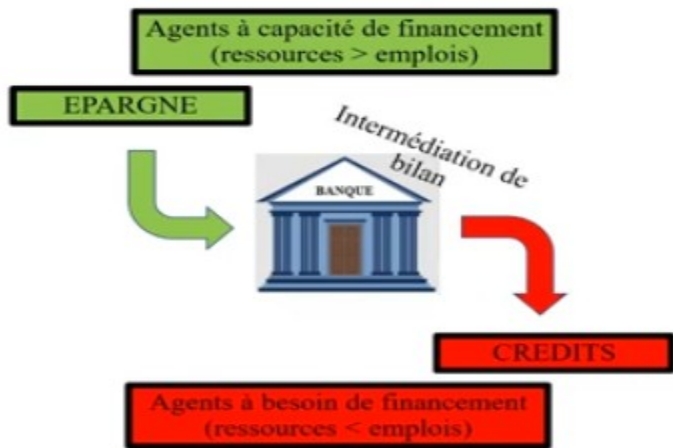 Agents à capacité de financement
(ressources > emplois)
EPARGNE
Intermédiation de
bilan
BANQUE
CREDITS
Agents à besoin de financement
(ressources < emplois)